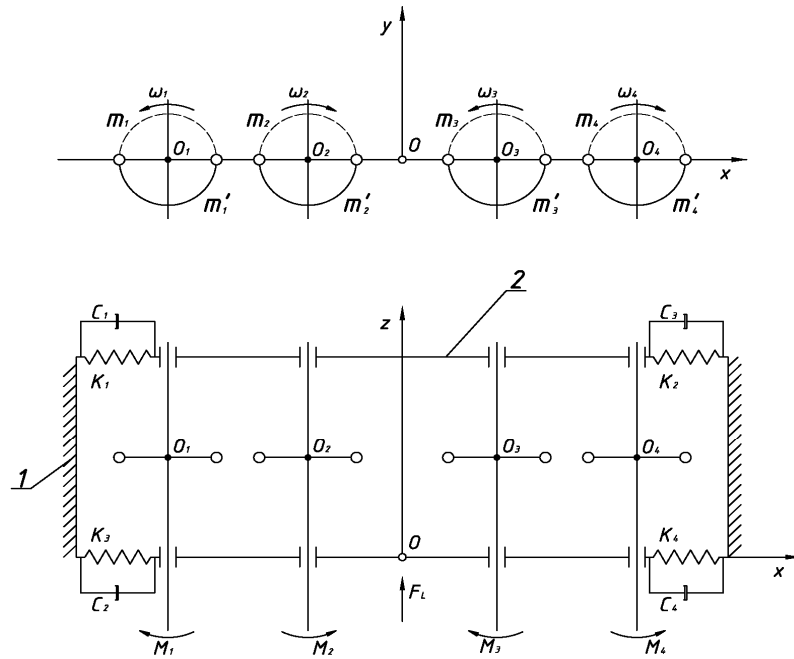 y
ω₁ ω₂ ω₃ ω₄
m₁ m₂ m₃ m₄
O₁ O₂ O O₃ O₄
x
m₁′ m₂′ m₃′ m₄′
2
C₁ z C₃
K₁ K₂
O₁ O₂ O₃ O₄
1
K₃ O K₄
x
C₂ F_L C₄
M₁ M₂ M₃ M₄